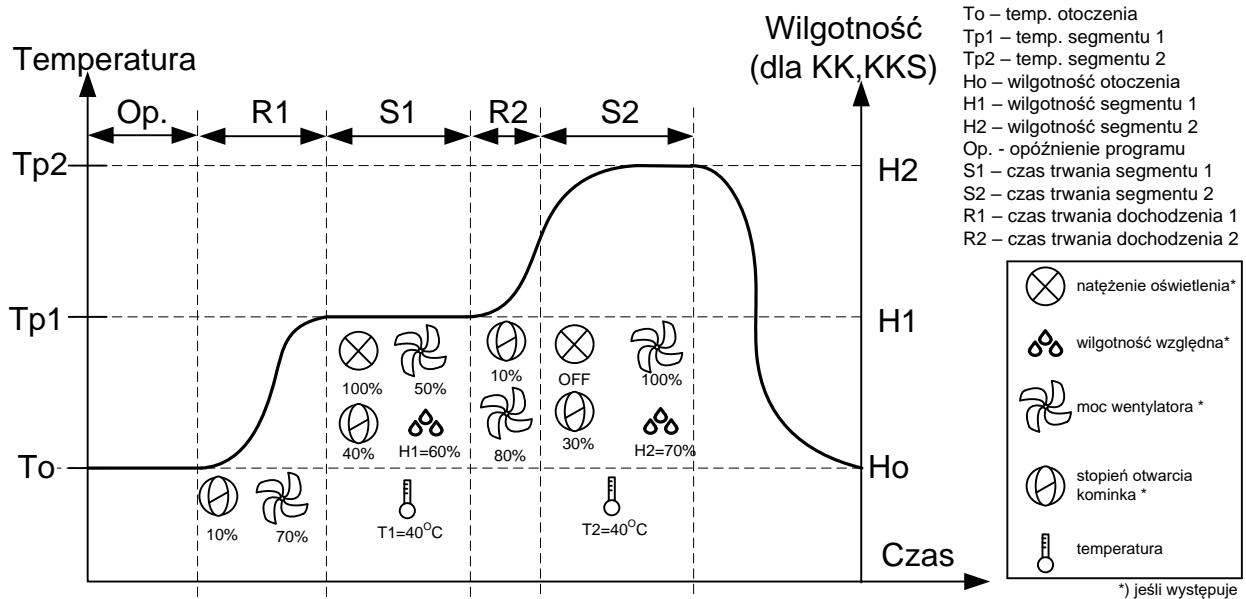 Temperatura
Wilgotność
(dla KK,KKS)
Op.
R1
S1
R2
S2
Tp2
H2
Tp1
H1
100%
50%
10%
OFF
100%
40%
H1=60%
80%
30%
H2=70%
To
Ho
10%
70%
T1=40°C
T2=40°C
Czas
To – temp. otoczenia
Tp1 – temp. segmentu 1
Tp2 – temp. segmentu 2
Ho – wilgotność otoczenia
H1 – wilgotność segmentu 1
H2 – wilgotność segmentu 2
Op. - opóźnienie programu
S1 – czas trwania segmentu 1
S2 – czas trwania segmentu 2
R1 – czas trwania dochodzenia 1
R2 – czas trwania dochodzenia 2
natężenie oświetlenia*
wilgotność względna*
moc wentylatora *
stopień otwarcia
kominka *
temperatura
*) jeśli występuje